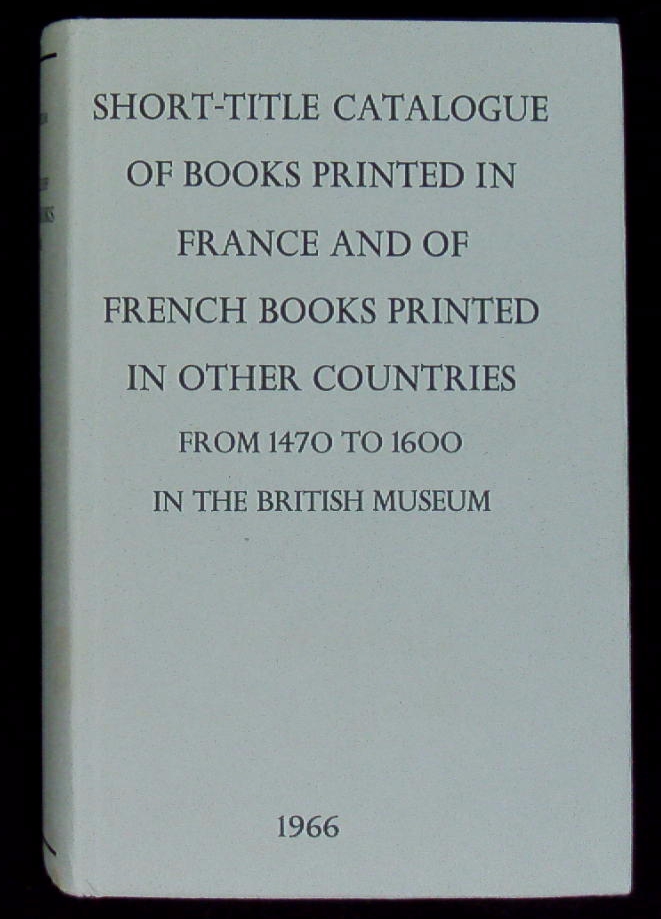 SHORT-TITLE CATALOGUE
OF BOOKS PRINTED IN
FRANCE AND OF
FRENCH BOOKS PRINTED
IN OTHER COUNTRIES
FROM 1470 TO 1600
IN THE BRITISH MUSEUM
1966